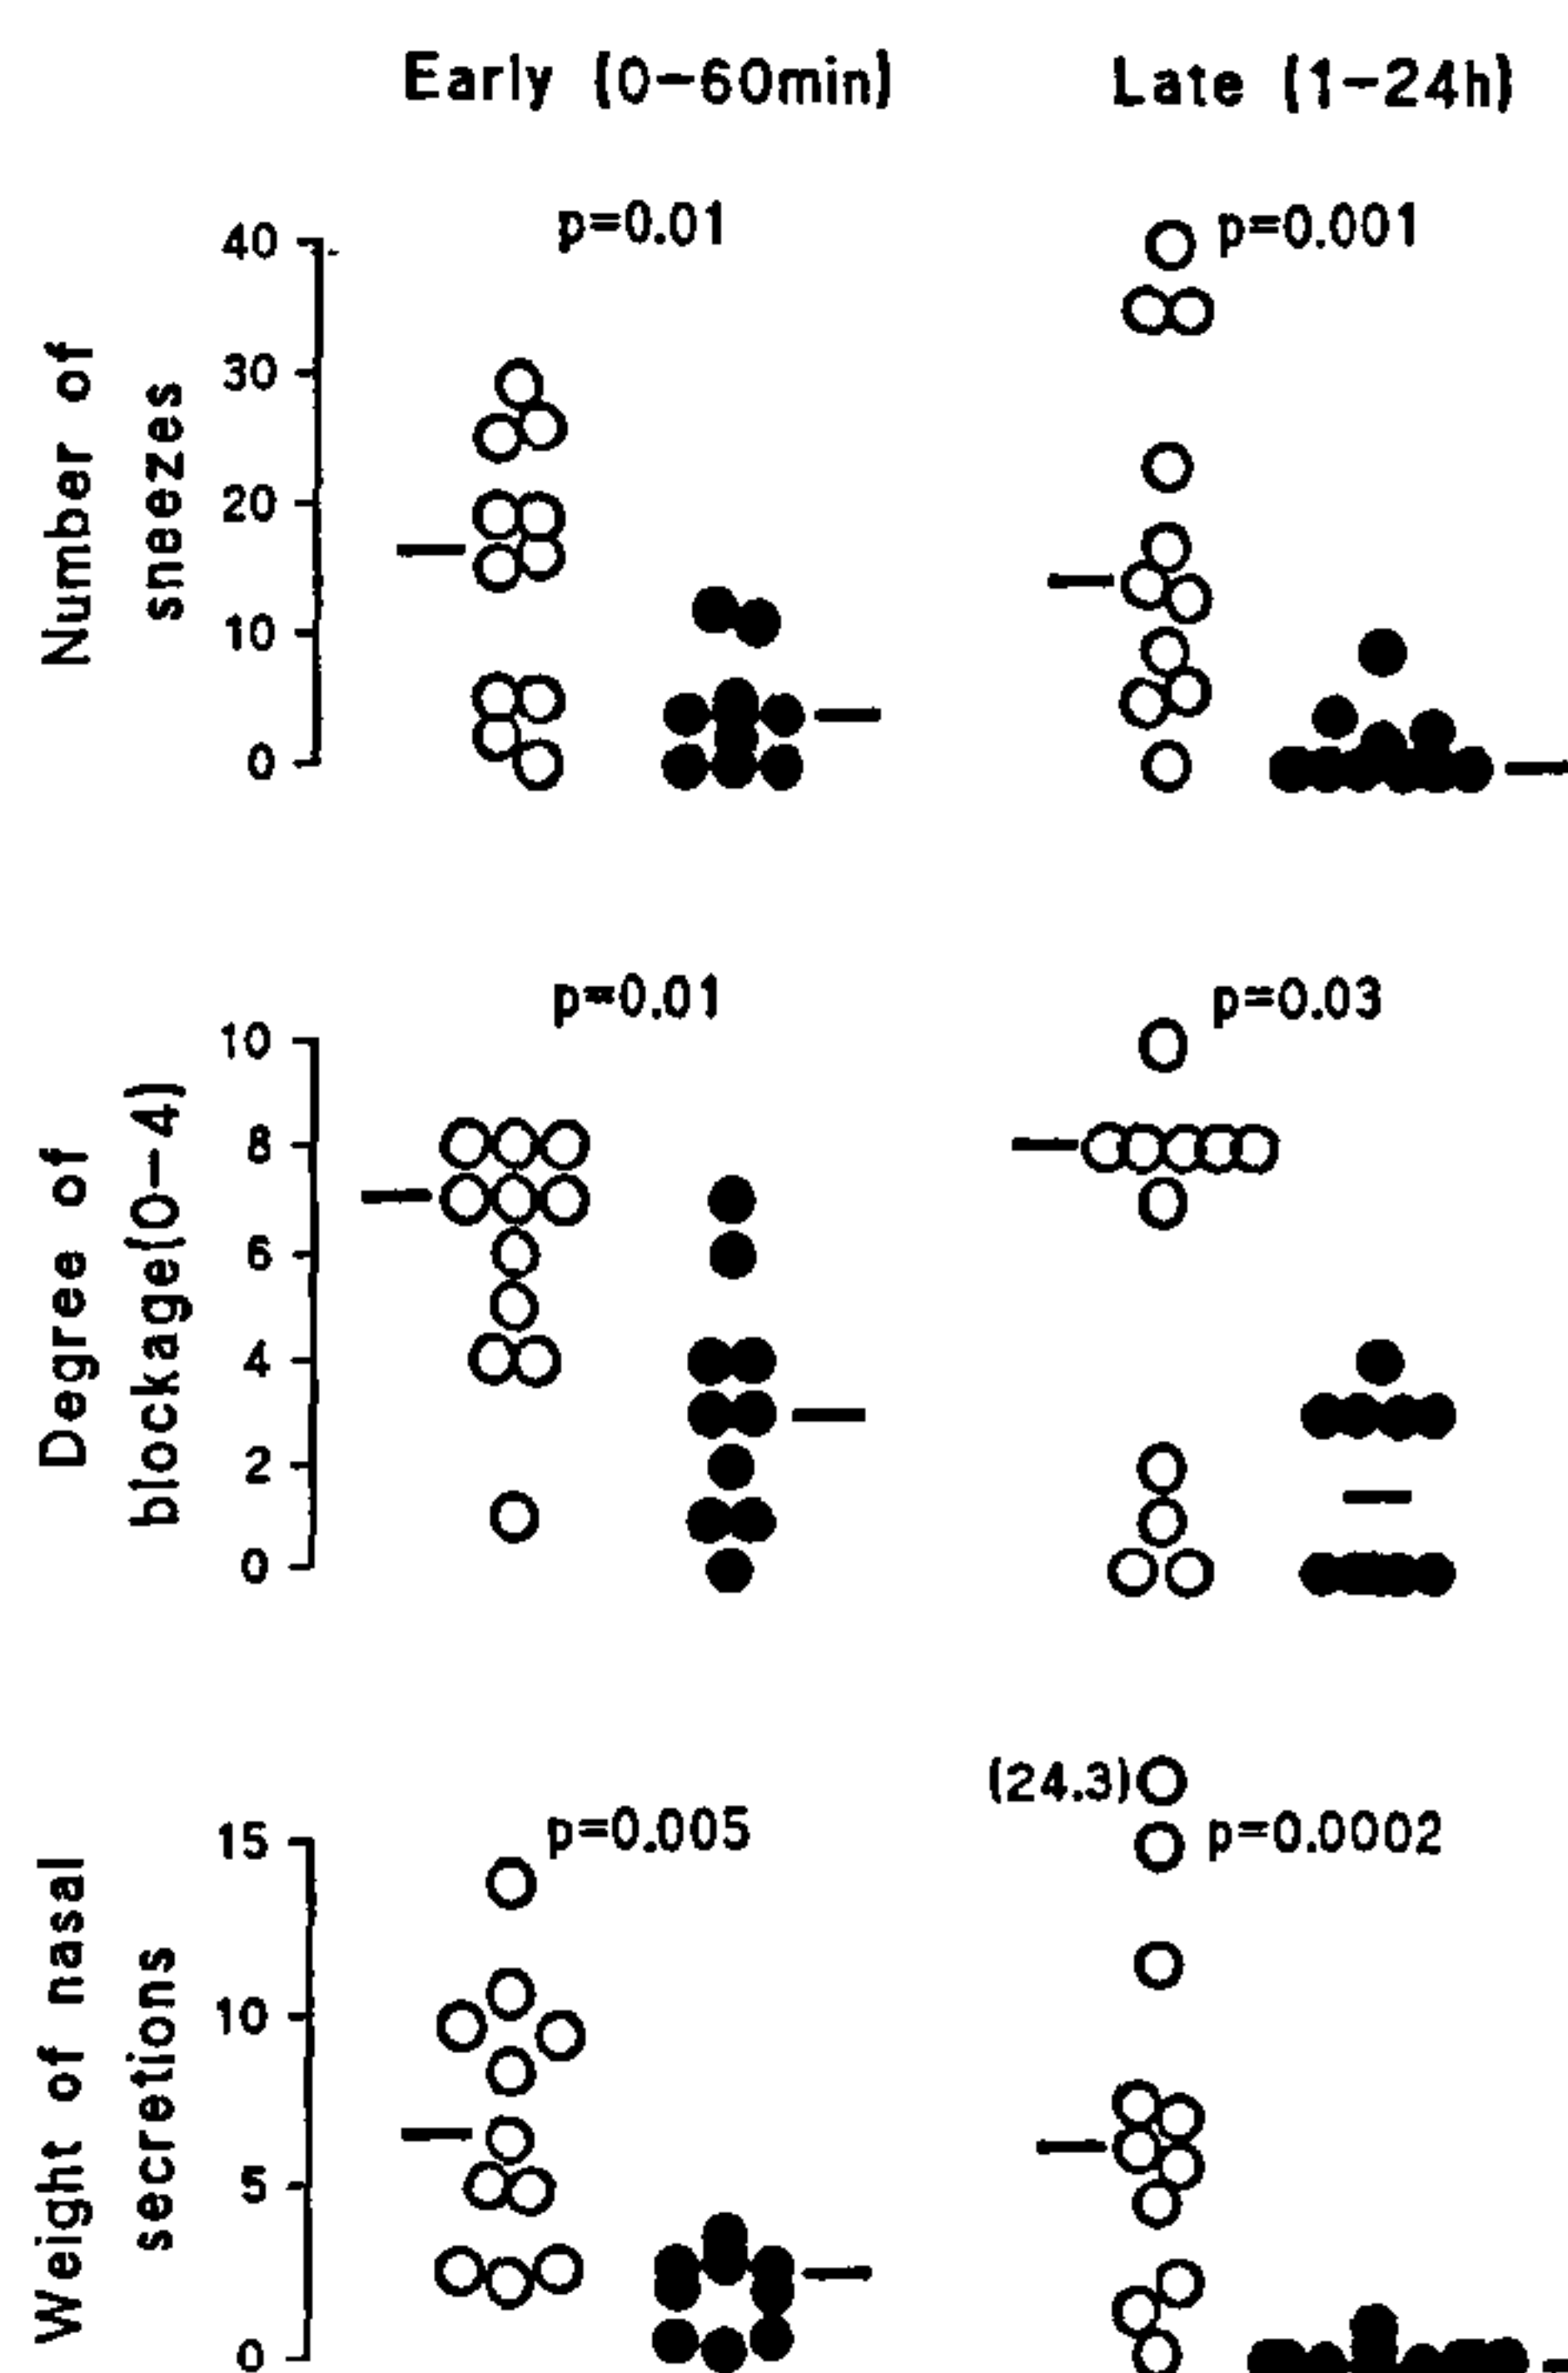 Early (0-60min) Late (1-24h)
p=0.01 p=0.001
Number of
sneezes
40
30
20
10
0
p=0.01 p=0.03
Degree of
blockage(0-4)
10
8
6
4
2
0
(24.3)
p=0.005 p=0.0002
Weight of nasal
secretions
15
10
5
0